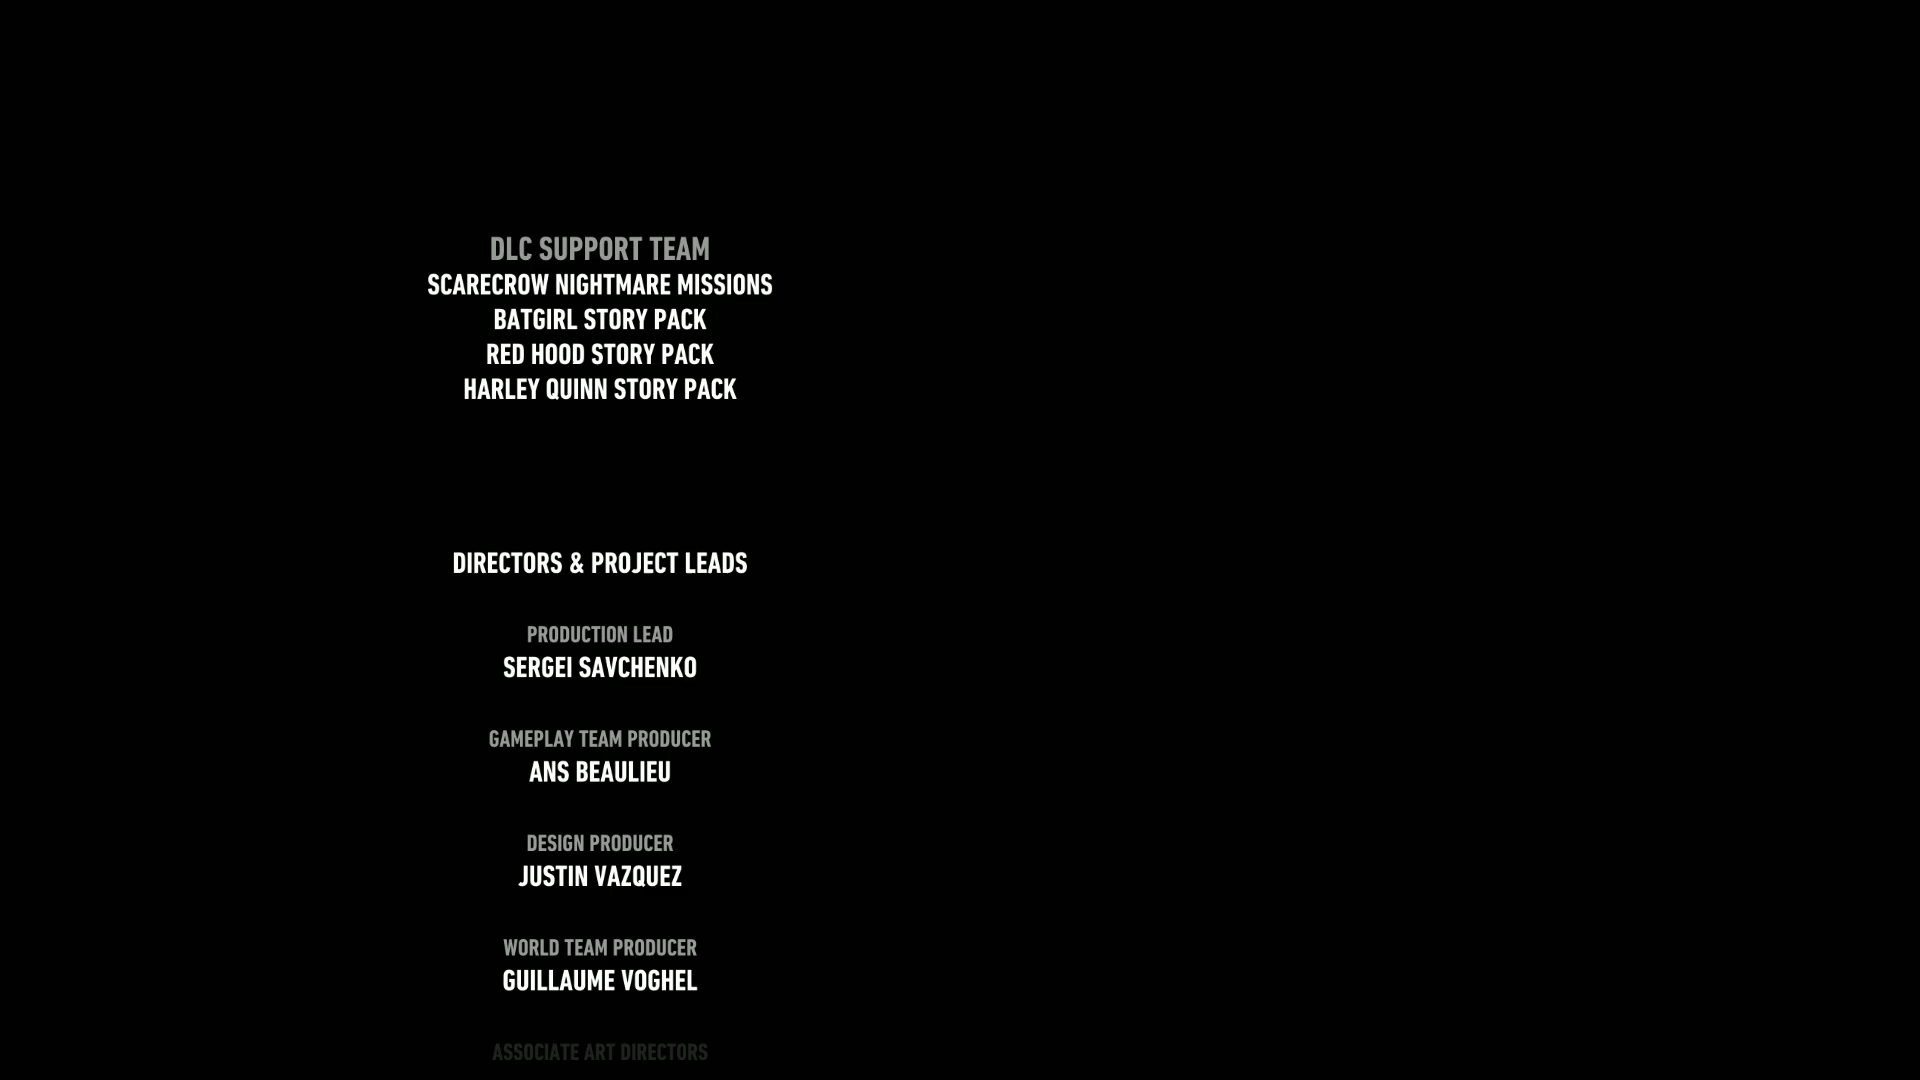 DLC SUPPORT TEAM
SCARECROW NIGHTMARE MISSIONS
BATGIRL STORY PACK
RED HOOD STORY PACK
HARLEY QUINN STORY PACK
DIRECTORS & PROJECT LEADS
PRODUCTION LEAD
SERGEI SAVCHENKO
GAMEPLAY TEAM PRODUCER
ANS BEAULIEU
DESIGN PRODUCER
JUSTIN VAZQUEZ
WORLD TEAM PRODUCER
GUILLAUME VOGHEL
ASSOCIATE ART DIRECTORS